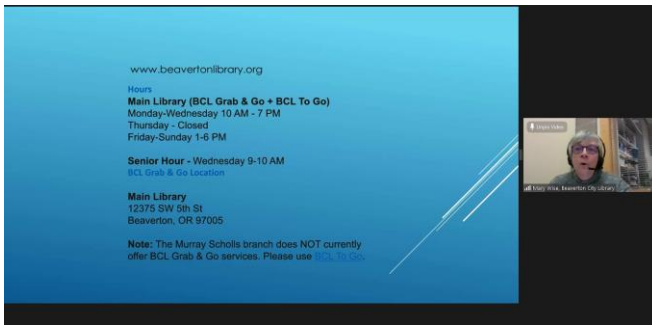 www.beavertonlibrary.org
Hours
Main Library (BCL Grab & Go + BCL To Go)
Monday-Wednesday 10 AM - 7 PM
Thursday - Closed
Friday-Sunday 1-6 PM
Senior Hour - Wednesday 9-10 AM
BCL Grab & Go Location
Main Library
12375 SW 5th St
Beaverton, OR 97005
Note: The Murray Scholls branch does NOT currently
offer BCL Grab & Go services. Please use BCL To Go.
Unpin Video
Mary Wise, Beaverton City Library